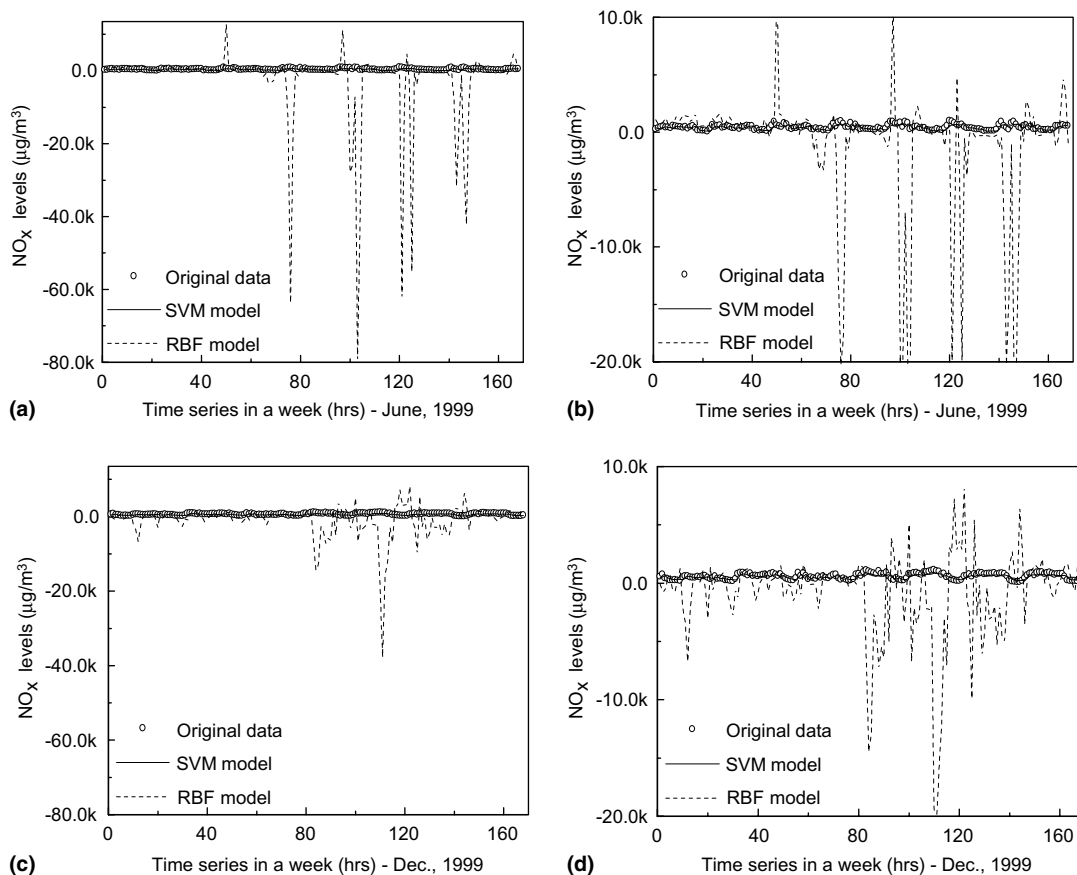 0.0
-20.0k
-40.0k
-60.0k
-80.0k
NOX levels (μg/m³)
Original data
SVM model
RBF model
0 40 80 120 160
(a) Time series in a week (hrs) - June, 1999
10.0k
0.0
-10.0k
-20.0k
NOX levels (μg/m³)
Original data
SVM model
RBF model
0 40 80 120 160
(b) Time series in a week (hrs) - June, 1999
0.0
-20.0k
-40.0k
-60.0k
-80.0k
NOX levels (μg/m³)
Original data
SVM model
RBF model
0 40 80 120 160
(c) Time series in a week (hrs) - Dec., 1999
10.0k
0.0
-10.0k
-20.0k
NOX levels (μg/m³)
Original data
SVM model
RBF model
0 40 80 120 160
(d) Time series in a week (hrs) - Dec., 1999